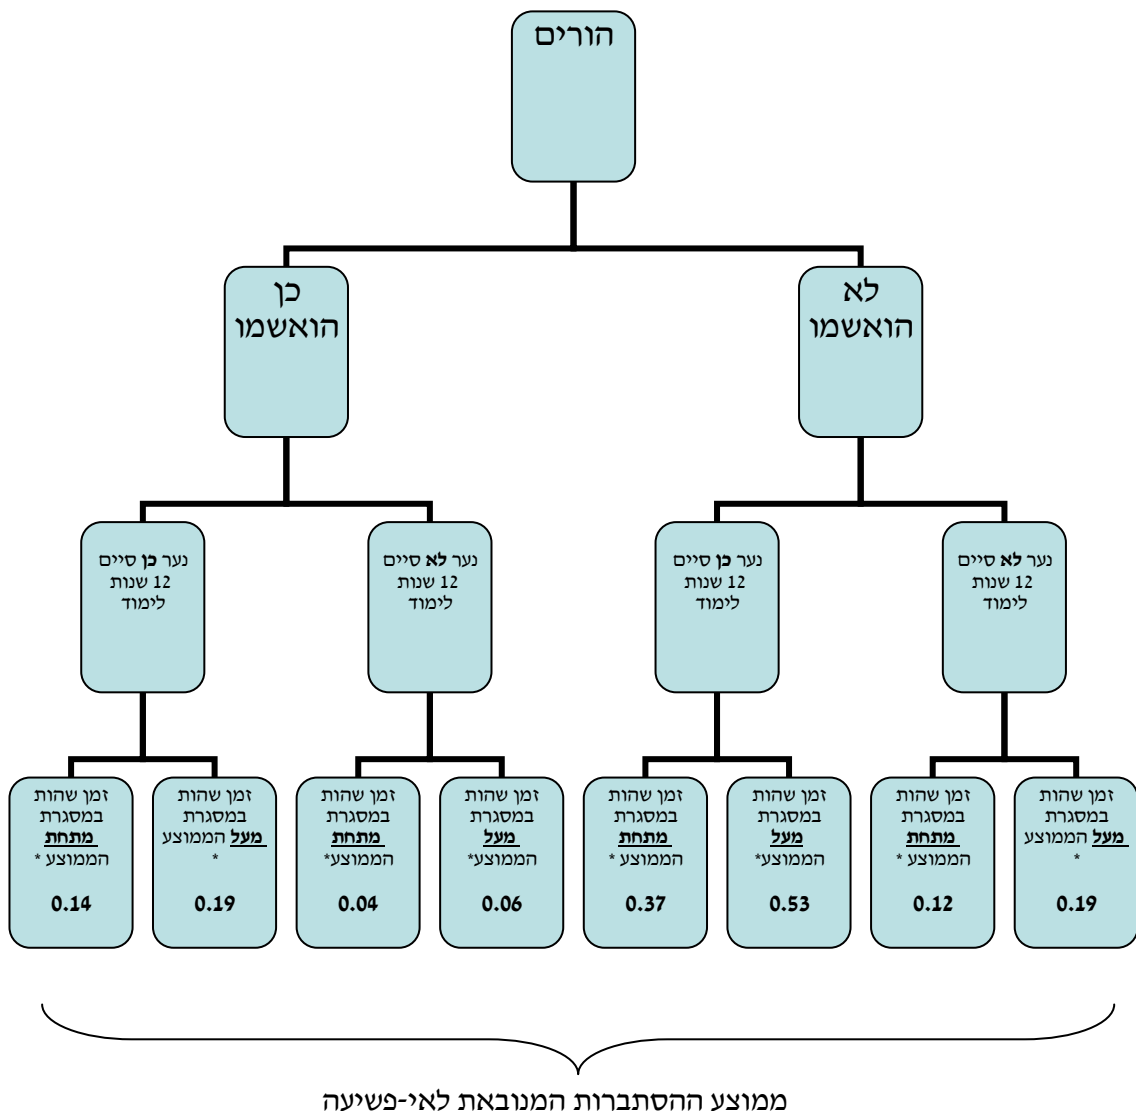 הורים
כן
הואשמו
לא
הואשמו
נער כן סיים
12 שנות
לימוד
נער לא סיים
12 שנות
לימוד
נער כן סיים
12 שנות
לימוד
נער לא סיים
12 שנות
לימוד
זמן שהות
במסגרת
מתחת
הממוצע *
0.14
זמן שהות
במסגרת
מעל הממוצע
*
0.19
זמן שהות
במסגרת
מתחת
הממוצע*
0.04
זמן שהות
במסגרת
מעל
הממוצע*
0.06
זמן שהות
במסגרת
מתחת
הממוצע *
0.37
זמן שהות
במסגרת
מעל
הממוצע*
0.53
זמן שהות
במסגרת
מתחת
הממוצע *
0.12
זמן שהות
במסגרת
מעל הממוצע
*
0.19
ממוצע ההסתברות המנובאת לאי-פשיעה